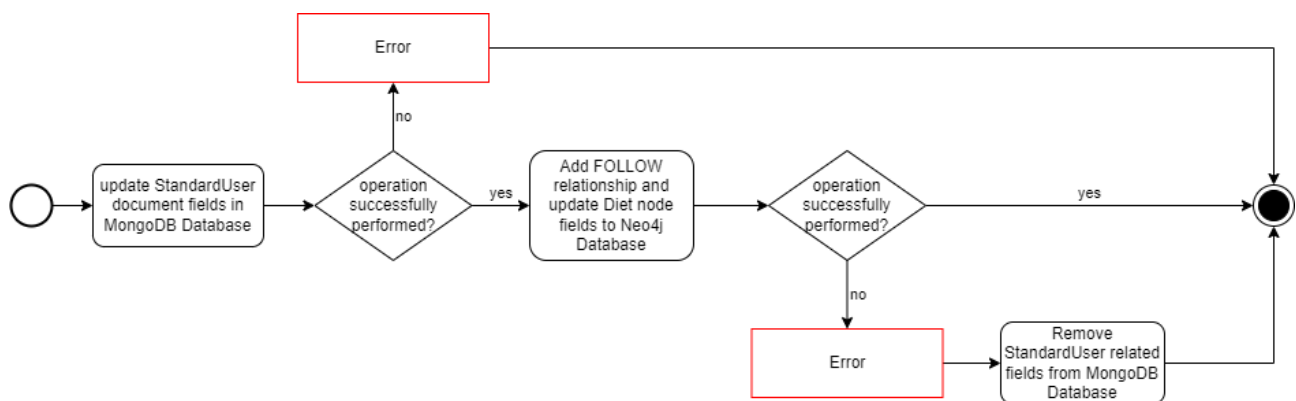 Error
no
update StandardUser
document fields in
MongoDB Database
operation
successfully
performed?
yes
Add FOLLOW
relationship and
update Diet node
fields to Neo4j
Database
operation
successfully
performed?
yes
no
Error
Remove
StandardUser related
fields from MongoDB
Database